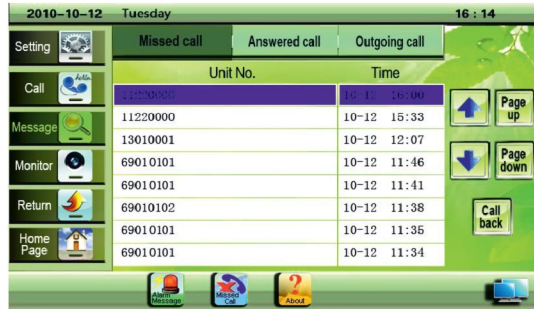 2010-10-12 Tuesday 16:14
Setting
Call
Message
Monitor
Return
Home
Page
Missed call Answered call Outgoing call
Unit No. Time
11220000 10-12 16:00
11220000 10-12 15:33
13010001 10-12 12:07
69010101 10-12 11:46
69010101 10-12 11:41
69010102 10-12 11:38
69010101 10-12 11:35
69010101 10-12 11:34
Page
up
Page
down
Call
back
Alarm
Message
Missed
Call
About